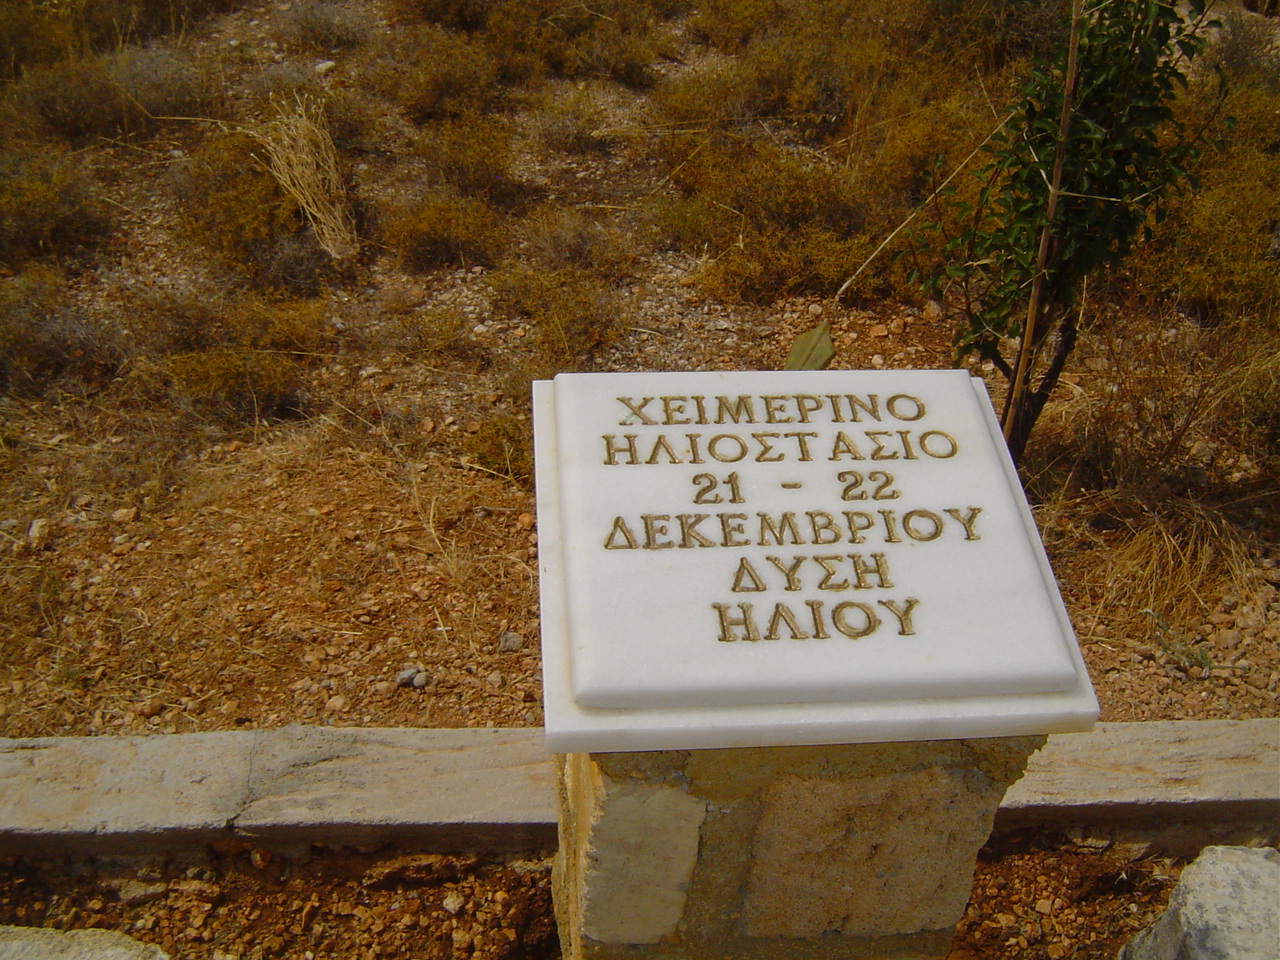 ΧΕΙΜΕΡΙΝΟ
ΗΛΙΟΣΤΑΣΙΟ
21 - 22
ΔΕΚΕΜΒΡΙΟΥ
ΔΥΣΗ
ΗΛΙΟΥ